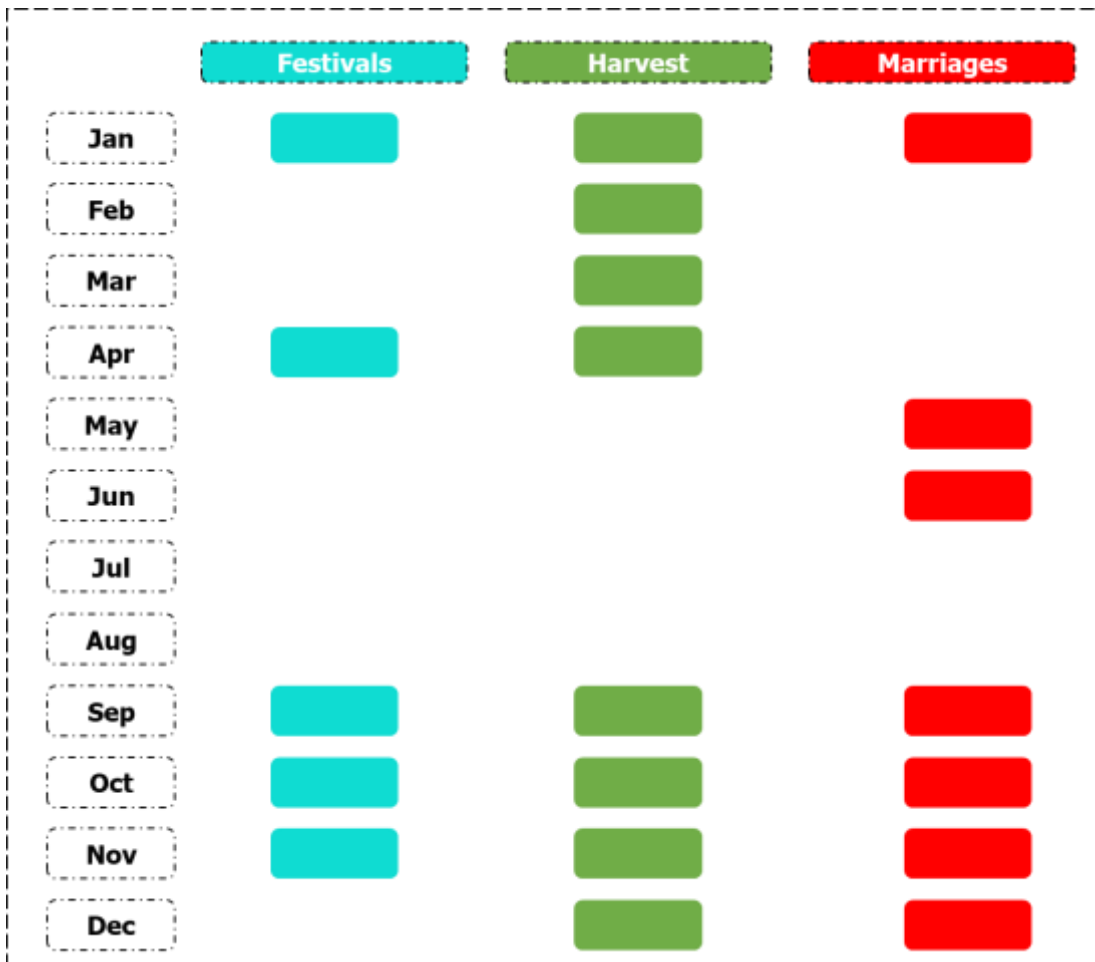 Festivals Harvest Marriages
Jan
Feb
Mar
Apr
May
Jun
Jul
Aug
Sep
Oct
Nov
Dec